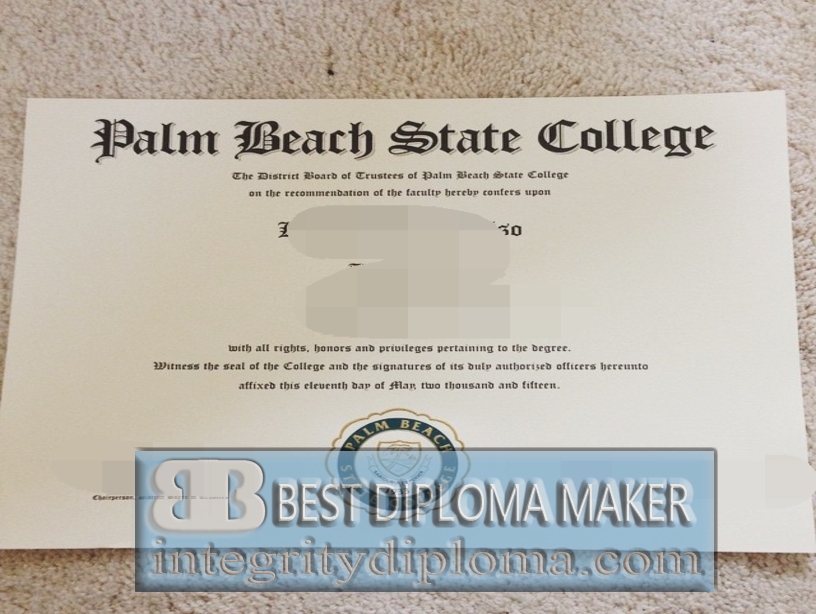 Palm Beach State College
The District Board of Trustees of Palm Beach State College
on the recommendation of the faculty hereby confers upon
with all rights, honors and privileges pertaining to the degree.
Witness the seal of the College and the signatures of its duly authorized officers hereunto
affixed this eleventh day of May, two thousand and fifteen.
PALM BEACH
Chairperson,
BB BEST DIPLOMA MAKER
integritydiploma.com